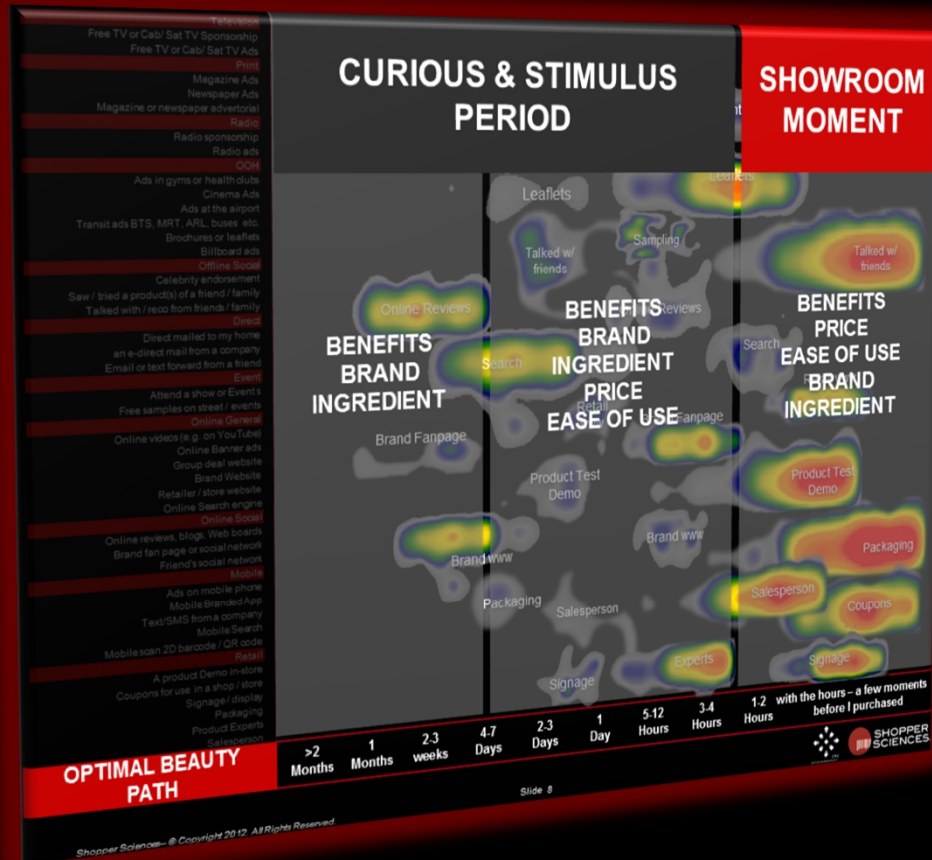 CURIOUS & STIMULUS
PERIOD
SHOWROOM
MOMENT
Television
Free TV or Cab/ Sat TV Sponsorship
Free TV or Cab/ Sat TV Ads
Print
Magazine Ads
Newspaper Ads
Magazine or newspaper advertorial
Radio
Radio sponsorship
Radio ads
OOH
Ads in gyms or health clubs
Cinema Ads
Ads at the airport
Transit ads BTS, MRT, ARL, buses etc.
Brochures or leaflets
Billboard ads
Offline Social
Celebrity endorsement
Saw / tried a product(s) of a friend / family
Talked with / reco from friends / family
Direct
Direct mailed to my home
an e-direct mail from a company
Email or text forward from a friend
Event
Attend a show or Events
Free samples on street / events
Online General
Online videos (e.g. on YouTube)
Online Banner ads
Group deal website
Brand Website
Retailer / store website
Online Search engine
Online Social
Online reviews, blogs, Web boards
Brand fan page or social network
Friend's social network
Mobile
Ads on mobile phone
Mobile Branded App
Text/SMS from a company
Mobile Search
Mobile scan 2D barcode / QR code
Retail
A product Demo in-store
Coupons for use in a shop / store
Signage / display
Packaging
Product Experts
Salesperson
Online Reviews
BENEFITS
BRAND
INGREDIENT
Search
Brand Fanpage
Brand www
Packaging
Leaflets
Talked w/
friends
Sampling
Reviews
BENEFITS
BRAND
INGREDIENT
PRICE
EASE OF USE
Retail
Fanpage
Product Test
Demo
Brand www
Salesperson
Signage
Experts
Leaflets
Talked w/
friends
BENEFITS
PRICE
EASE OF USE
BRAND
INGREDIENT
Search
Product Test
Demo
Packaging
Salesperson
Coupons
Signage
OPTIMAL BEAUTY
PATH
>2
Months
1
Months
2-3
weeks
4-7
Days
2-3
Days
1
Day
5-12
Hours
3-4
Hours
1-2
Hours
with the hours – a few moments
before I purchased
SHOPPER
SCIENCES
Slide 8
Shopper Sciences– © Copyright 2012. All Rights Reserved.